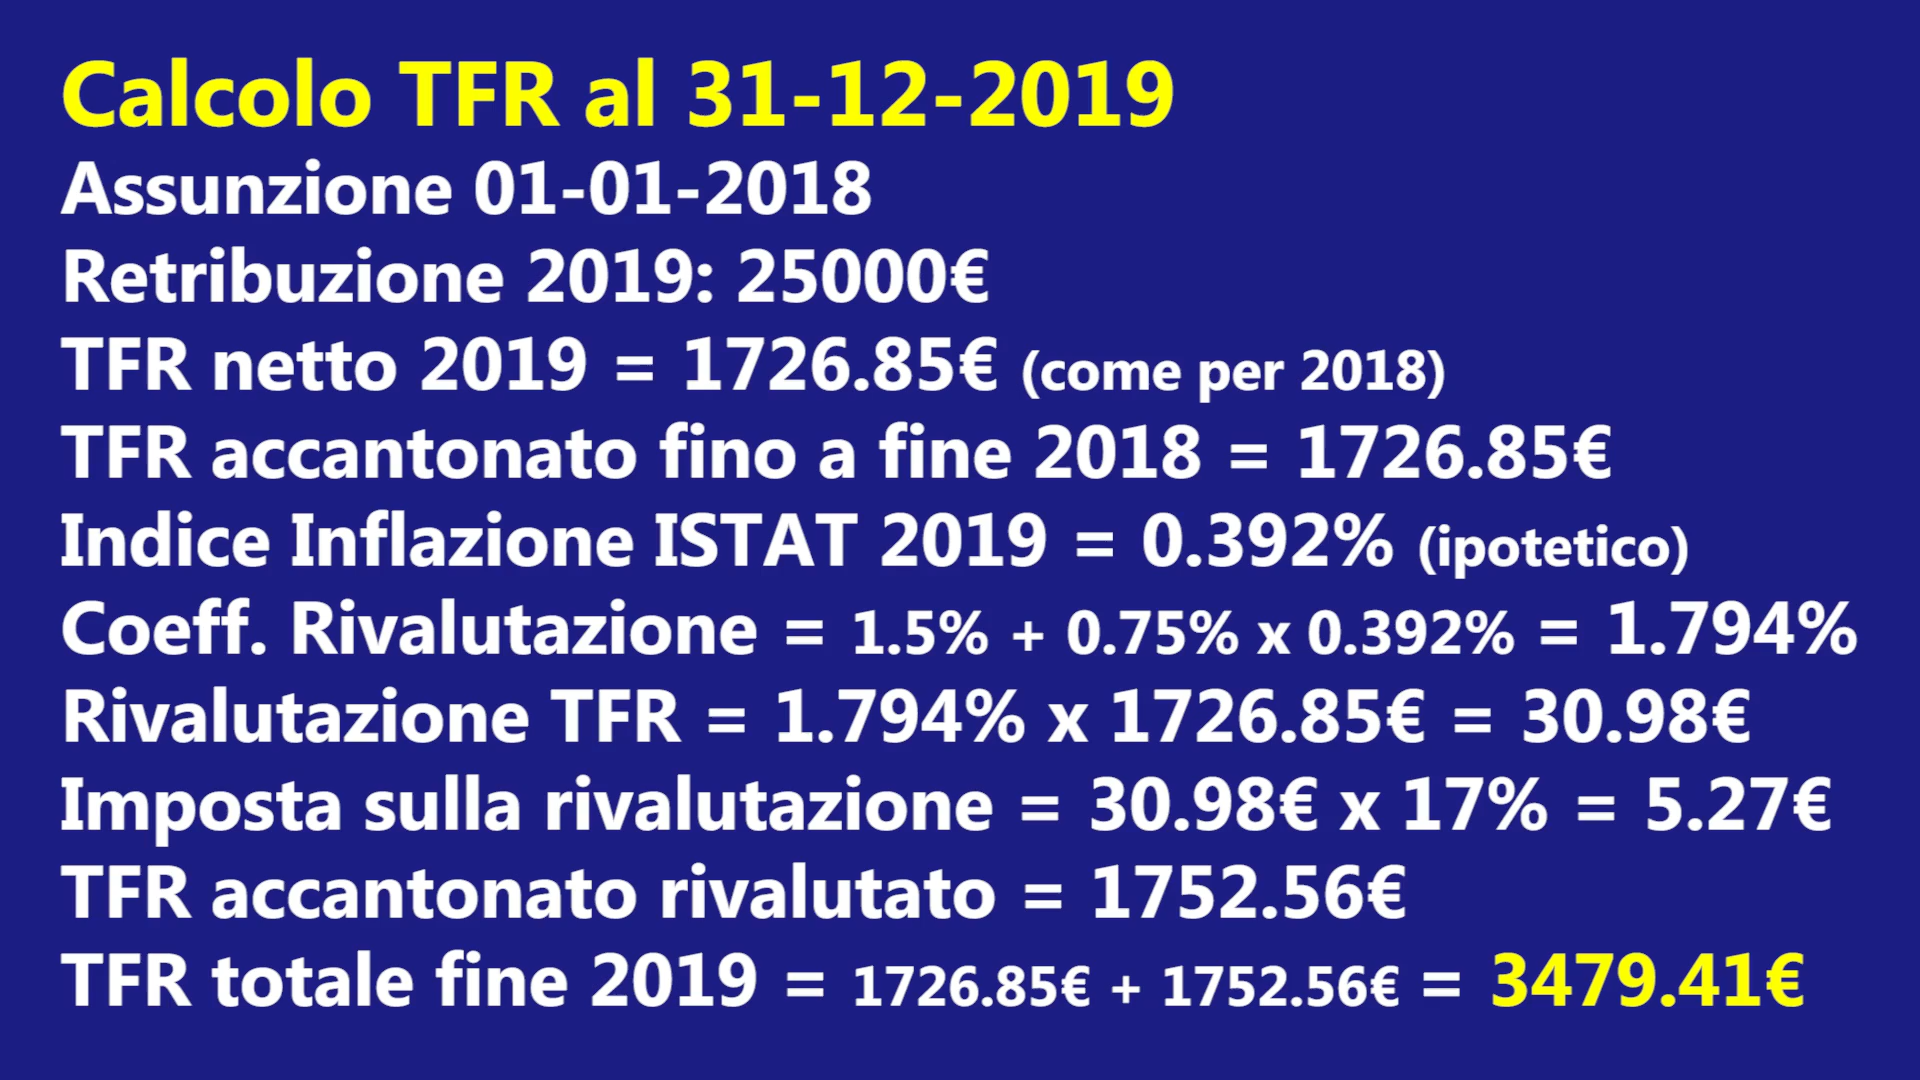 Calcolo TFR al 31-12-2019
Assunzione 01-01-2018
Retribuzione 2019: 25000€
TFR netto 2019 = 1726.85€ (come per 2018)
TFR accantonato fino a fine 2018 = 1726.85€
Indice Inflazione ISTAT 2019 = 0.392% (ipotetico)
Coeff. Rivalutazione = 1.5% + 0.75% x 0.392% = 1.794%
Rivalutazione TFR = 1.794% x 1726.85€ = 30.98€
Imposta sulla rivalutazione = 30.98€ x 17% = 5.27€
TFR accantonato rivalutato = 1752.56€
TFR totale fine 2019 = 1726.85€ + 1752.56€ = 3479.41€